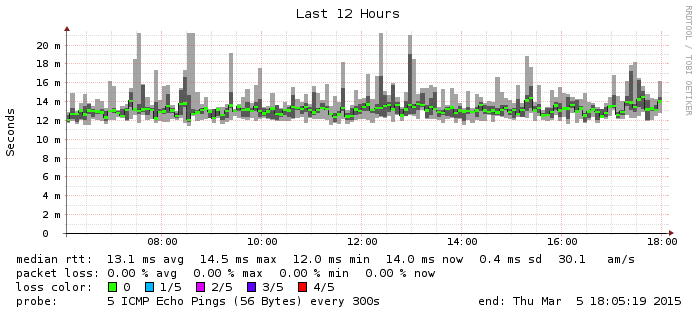 Last 12 Hours
RRDTOOL / TOBI OETIKER
Seconds
20 m
18 m
16 m
14 m
12 m
10 m
8 m
6 m
4 m
2 m
0
08:00 10:00 12:00 14:00 16:00 18:00
median rtt: 13.1 ms avg 14.5 ms max 12.0 ms min 14.0 ms now 0.4 ms sd 30.1 am/s
packet loss: 0.00 % avg 0.00 % max 0.00 % min 0.00 % now
loss color: 0 1/5 2/5 3/5 4/5
probe: 5 ICMP Echo Pings (56 Bytes) every 300s end: Thu Mar 5 18:05:19 2015